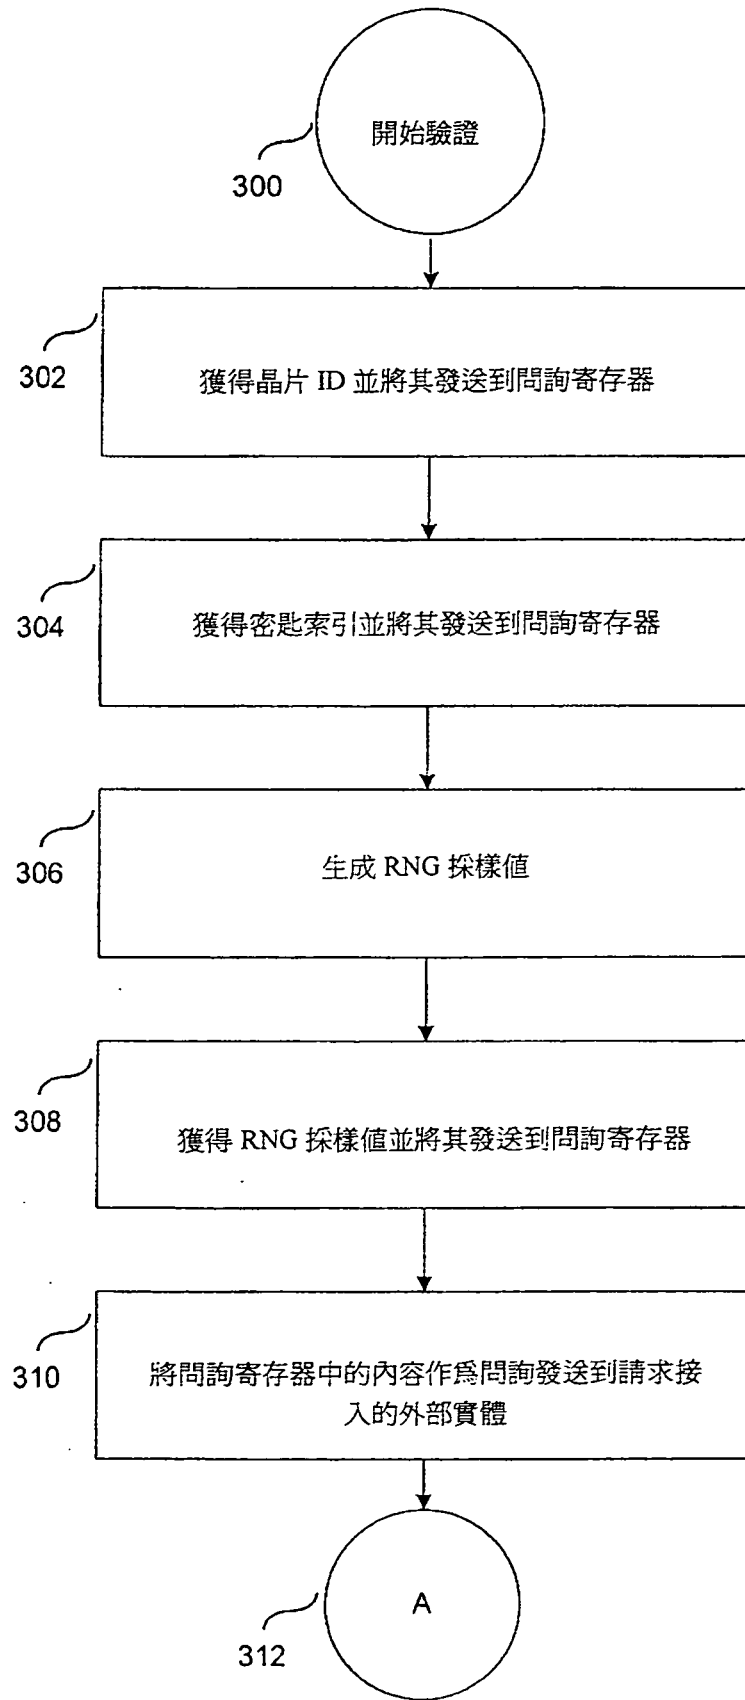 開始驗證
300
302
獲得晶片 ID 並將其發送到問詢寄存器
304
獲得密匙索引並將其發送到問詢寄存器
306
生成 RNG 採樣值
308
獲得 RNG 採樣值並將其發送到問詢寄存器
310
將問詢寄存器中的內容作爲問詢發送到請求接
入的外部實體
A
312